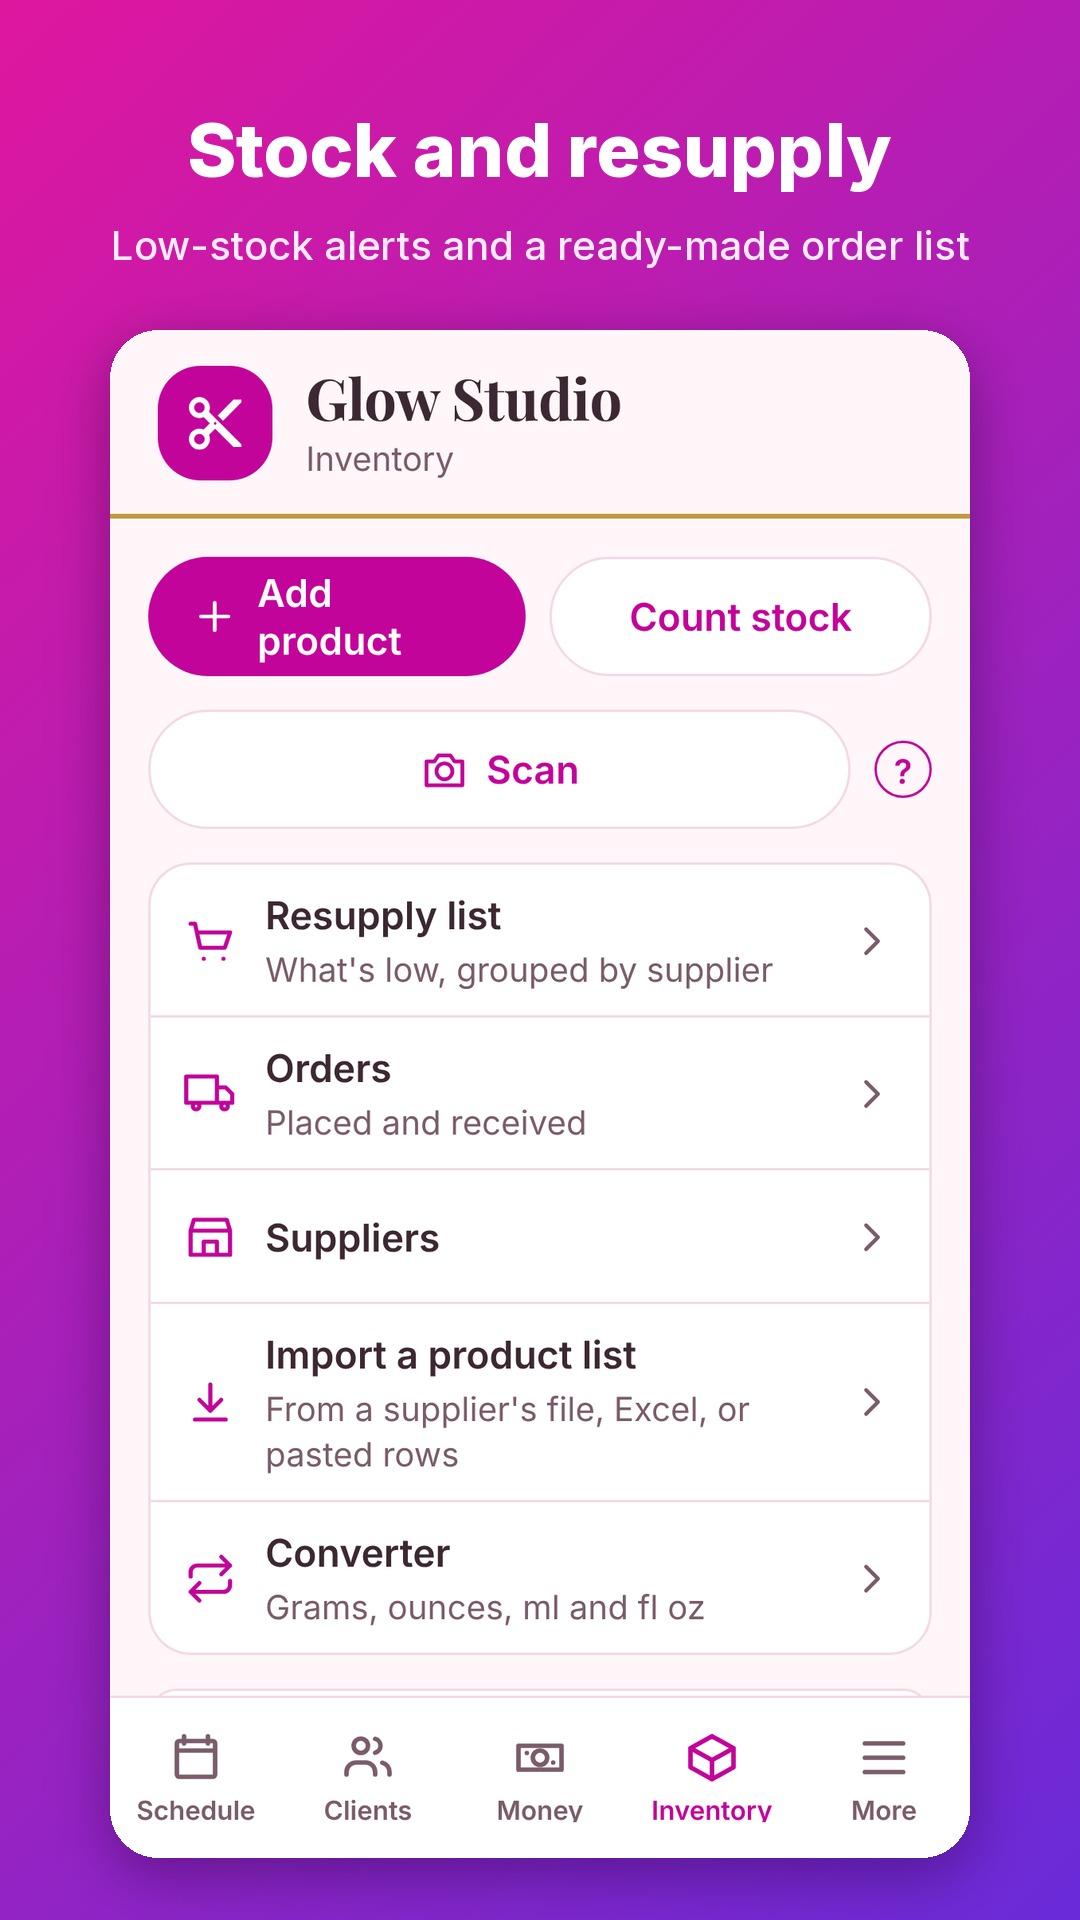 Stock and resupply
Low-stock alerts and a ready-made order list
Glow Studio
Inventory
Add
product
Count stock
Scan
?
Resupply list
What's low, grouped by supplier
Orders
Placed and received
Suppliers
Import a product list
From a supplier's file, Excel, or
pasted rows
Converter
Grams, ounces, ml and fl oz
Schedule
Clients
Money
Inventory
More